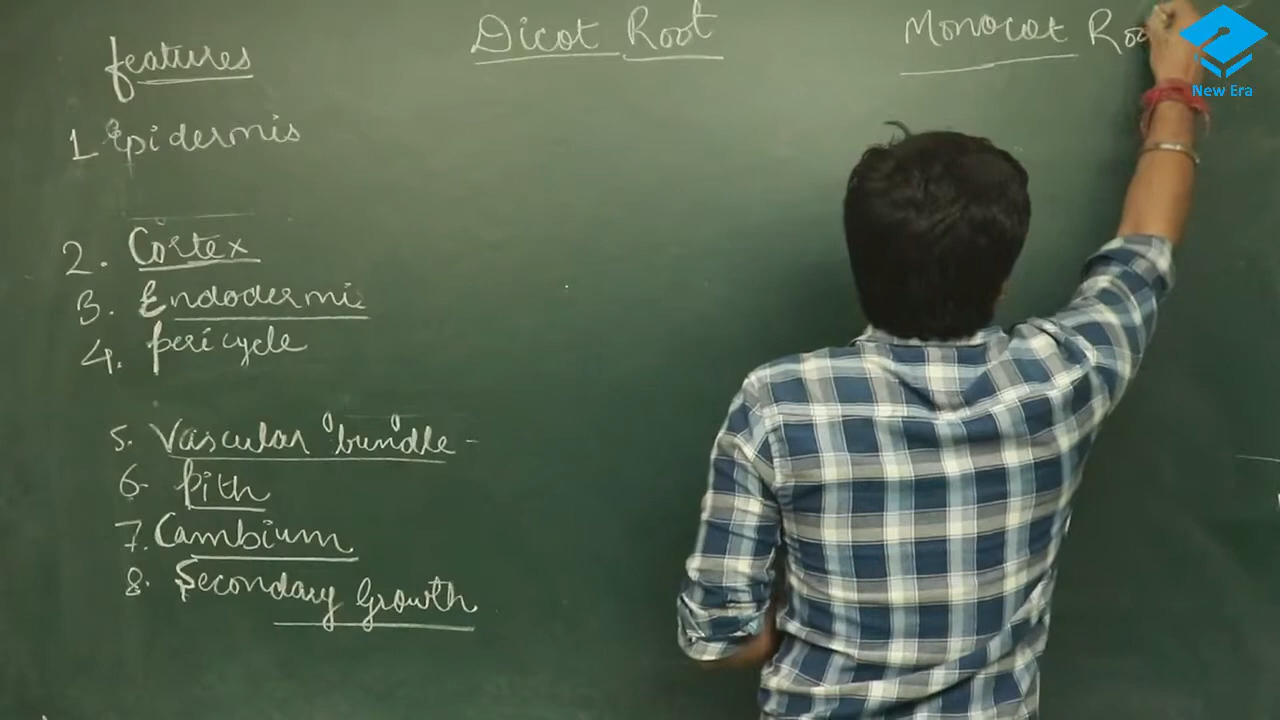 features Dicot Root Monocot Roo
1 Epidermis
2. Cortex
3. Endodermis
4. Pericycle
5. Vascular bundle -
6- Pith
7. Cambium
8. Secondary Growth
New Era